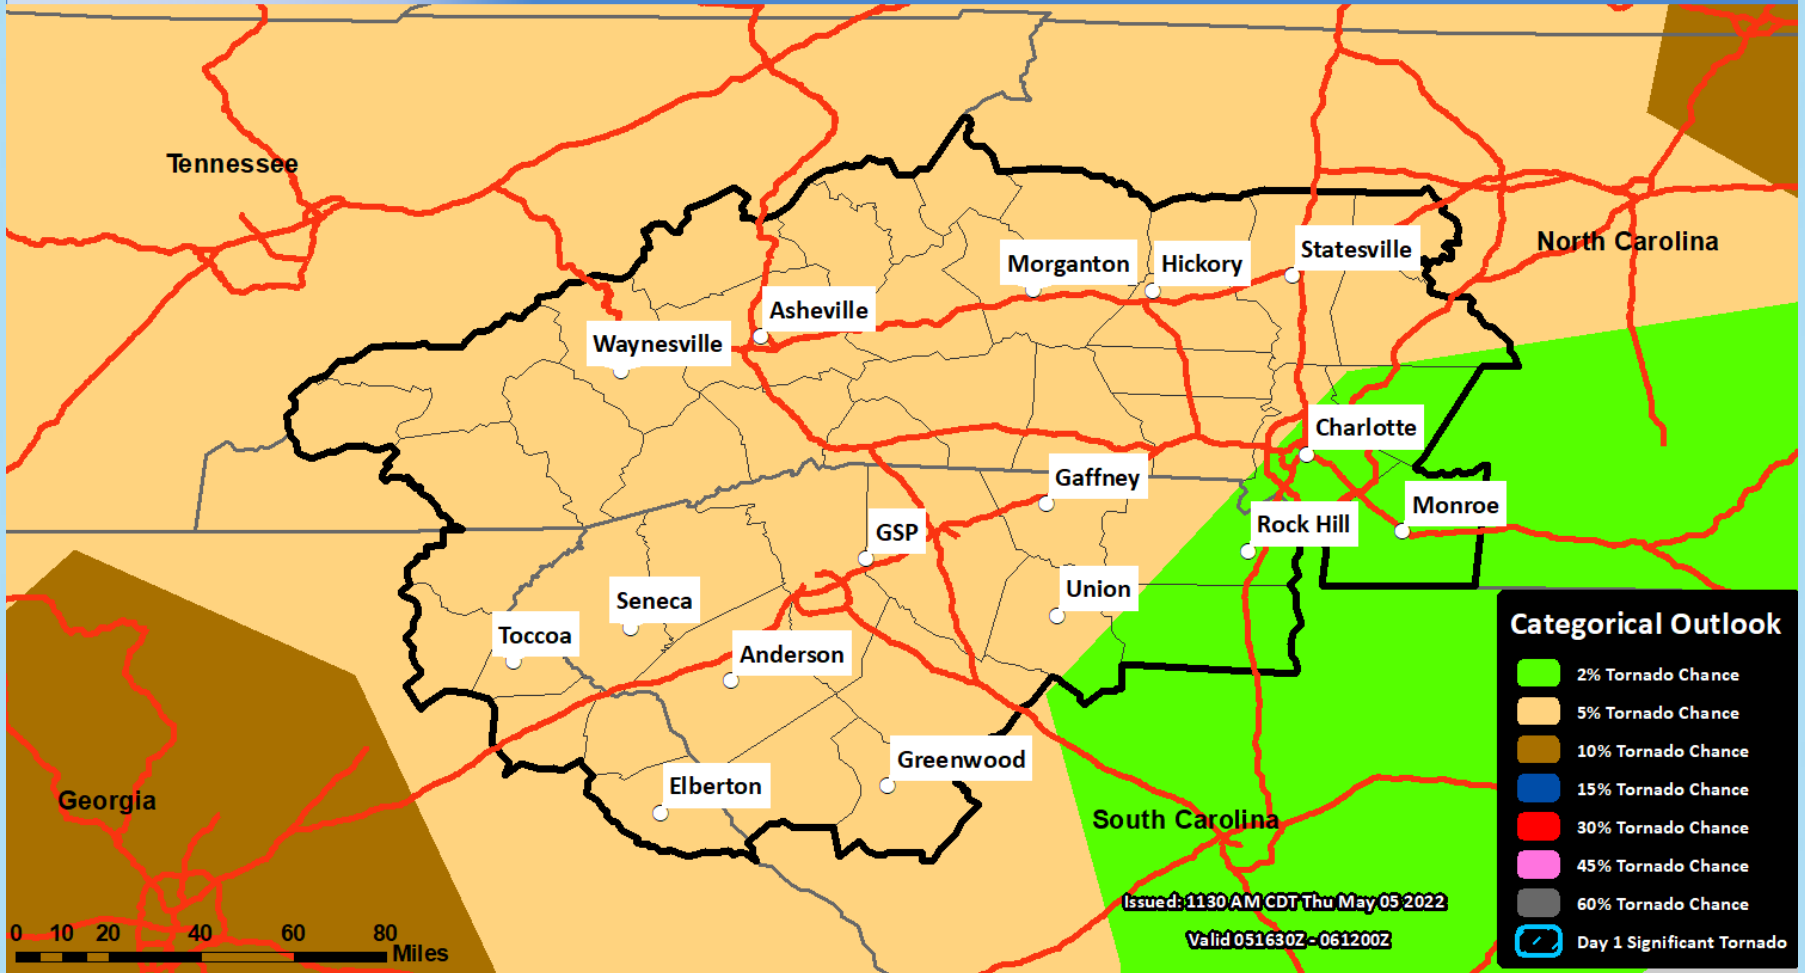 Tennessee
North Carolina
Statesville
Morganton
Hickory
Asheville
Waynesville
Charlotte
Gaffney
Monroe
Rock Hill
GSP
Union
Seneca
Toccoa
Anderson
Greenwood
Elberton
Georgia
South Carolina
Categorical Outlook
2% Tornado Chance
5% Tornado Chance
10% Tornado Chance
15% Tornado Chance
30% Tornado Chance
45% Tornado Chance
60% Tornado Chance
Day 1 Significant Tornado
Issued: 1130 AM CDT Thu May 05 2022
Valid 051630Z - 061200Z
0 10 20 40 60 80
Miles